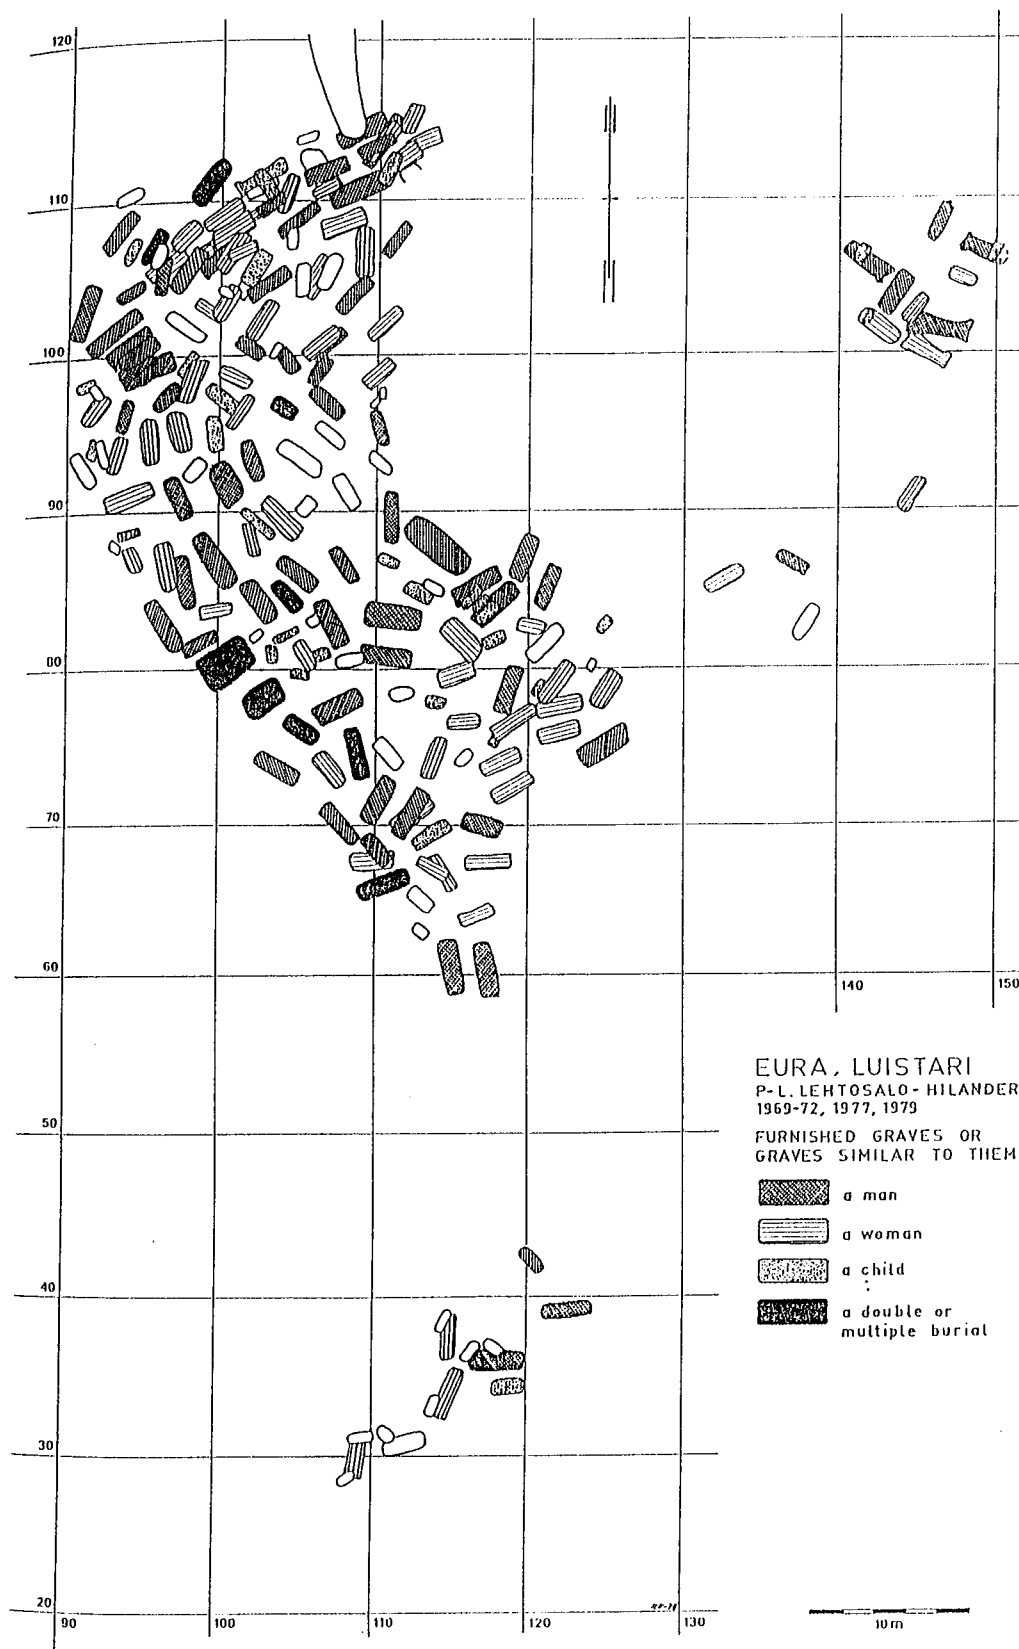 120
110
100
90
80
70
60
140
150
EURA, LUISTARI
P-L. LEHTOSALO-HILANDER
1969-72, 1977, 1979
FURNISHED GRAVES OR
GRAVES SIMILAR TO THEM
a man
a woman
a child
a double or
multiple burial
50
40
30
20
90
100
110
120
130
10 m